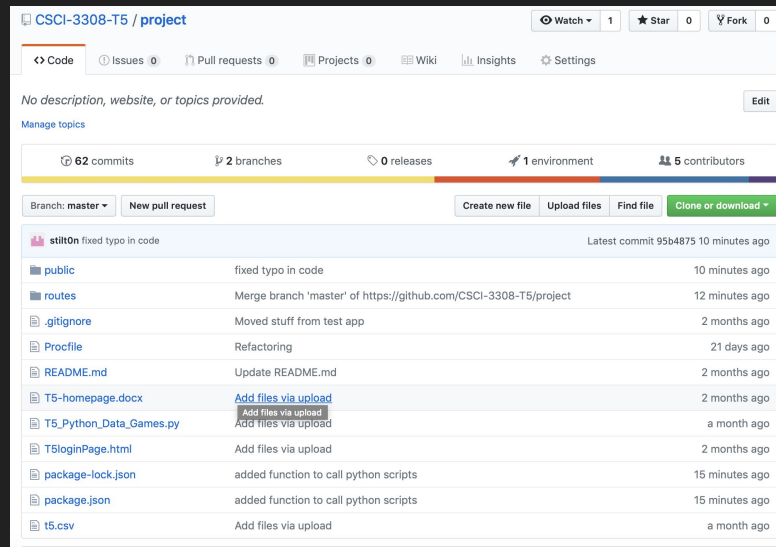 CSCI-3308-T5 / project
Watch 1 Star 0 Fork 0
Code Issues 0 Pull requests 0 Projects 0 Wiki Insights Settings
No description, website, or topics provided. Edit
Manage topics
62 commits 2 branches 0 releases 1 environment 5 contributors
Branch: master New pull request Create new file Upload files Find file Clone or download
stilt0n fixed typo in code Latest commit 95b4875 10 minutes ago
public fixed typo in code 10 minutes ago
routes Merge branch 'master' of https://github.com/CSCI-3308-T5/project 12 minutes ago
.gitignore Moved stuff from test app 2 months ago
Procfile Refactoring 21 days ago
README.md Update README.md 2 months ago
T5-homepage.docx Add files via upload 2 months ago
Add files via upload
T5_Python_Data_Games.py Add files via upload a month ago
T5loginPage.html Add files via upload 2 months ago
package-lock.json added function to call python scripts 15 minutes ago
package.json added function to call python scripts 15 minutes ago
t5.csv Add files via upload a month ago